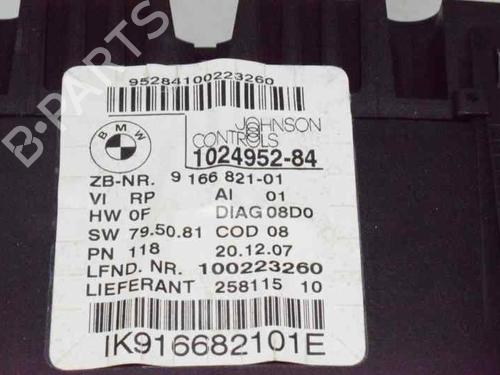 95284100223260
BMW
JOHNSON
CONTROLS
1024952-84
ZB-NR. 9 166 821-01
VI RP AI 01
HW 0F DIAG 08D0
SW 79.50.81 COD 08
PN 118 20.12.07
LFND. NR. 100223260
LIEFERANT 258115 10
IK916682101E
B-PARTS